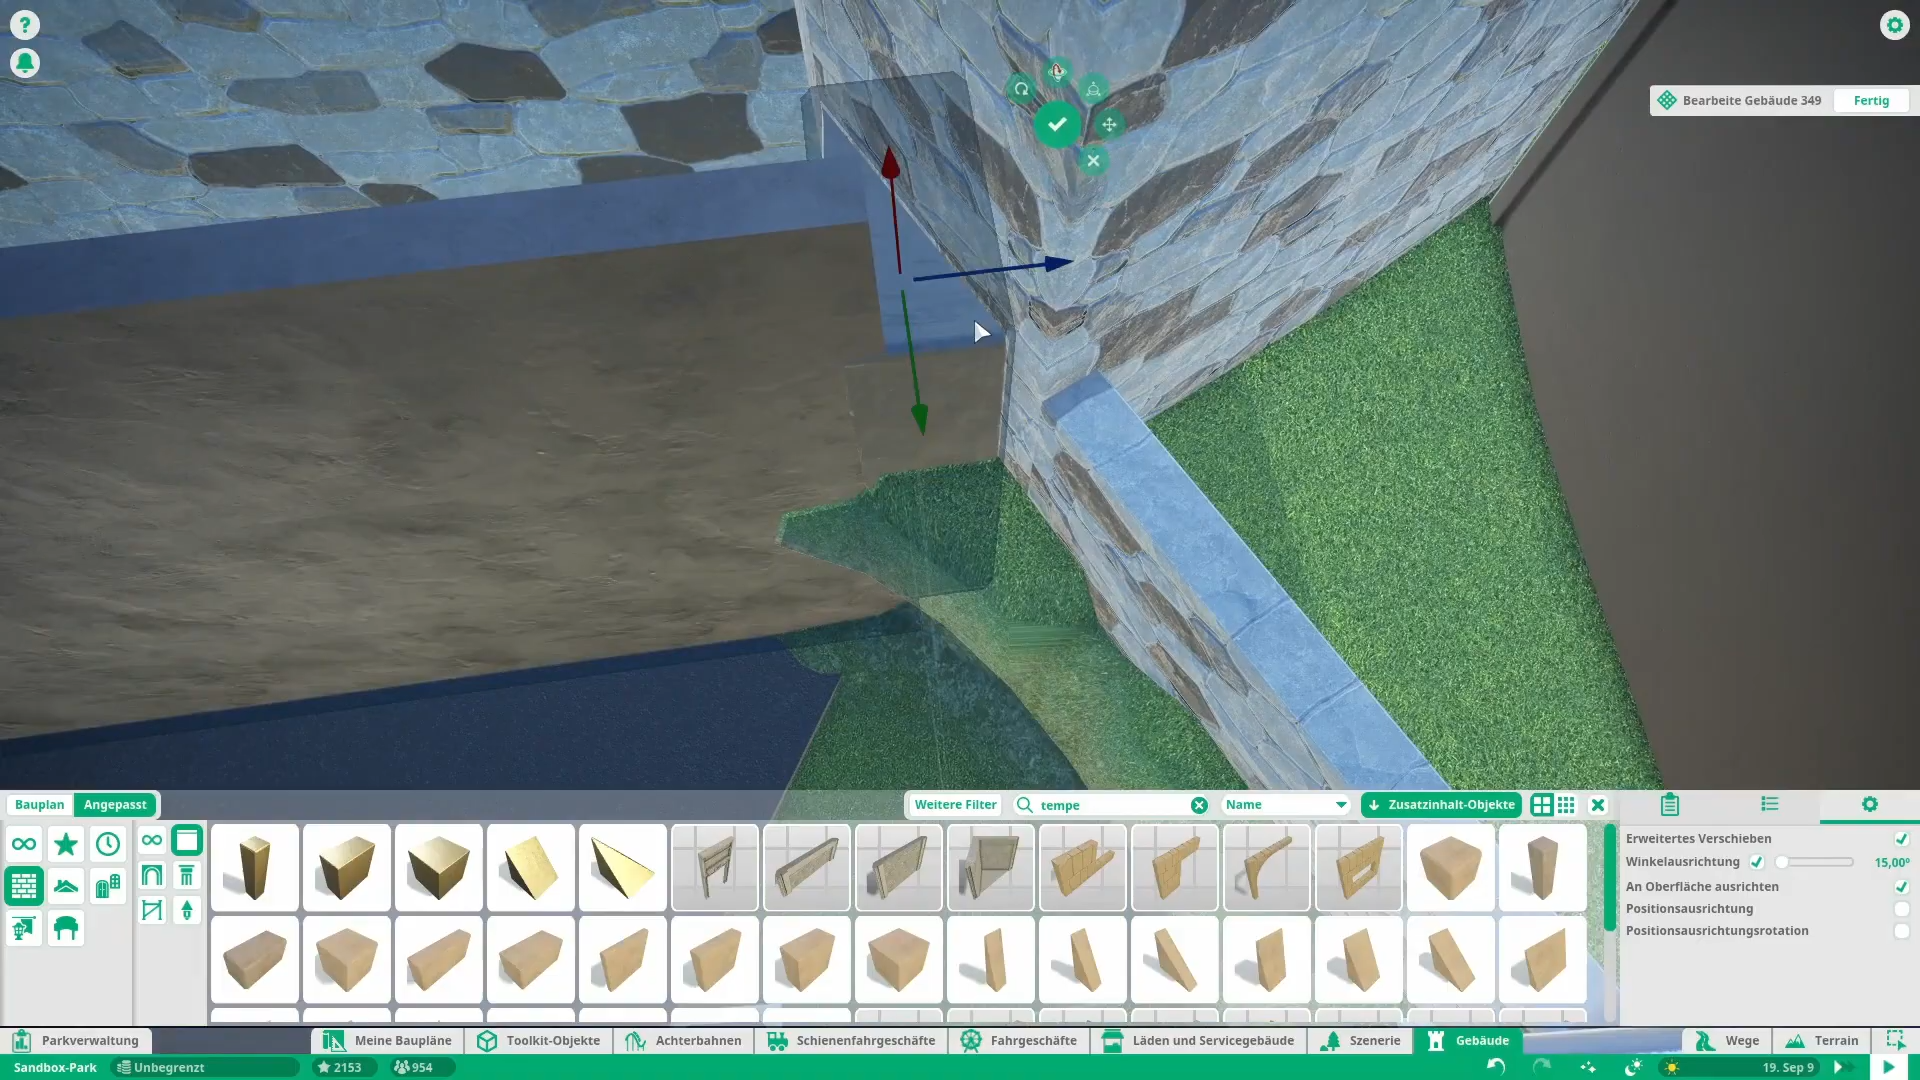 ?
Bearbeite Gebäude 349
Fertig
Bauplan
Angepasst
Weitere Filter
tempe
Name
Zusatzinhalt-Objekte
Erweitertes Verschieben
Winkelausrichtung
15,00°
An Oberfläche ausrichten
Positionsausrichtung
Positionsausrichtungsrotation
Parkverwaltung
Meine Baupläne
Toolkit-Objekte
Achterbahnen
Schienenfahrgeschäfte
Fahrgeschäfte
Läden und Servicegebäude
Szenerie
Gebäude
Wege
Terrain
Sandbox-Park
Unbegrenzt
2153
954
19. Sep 9